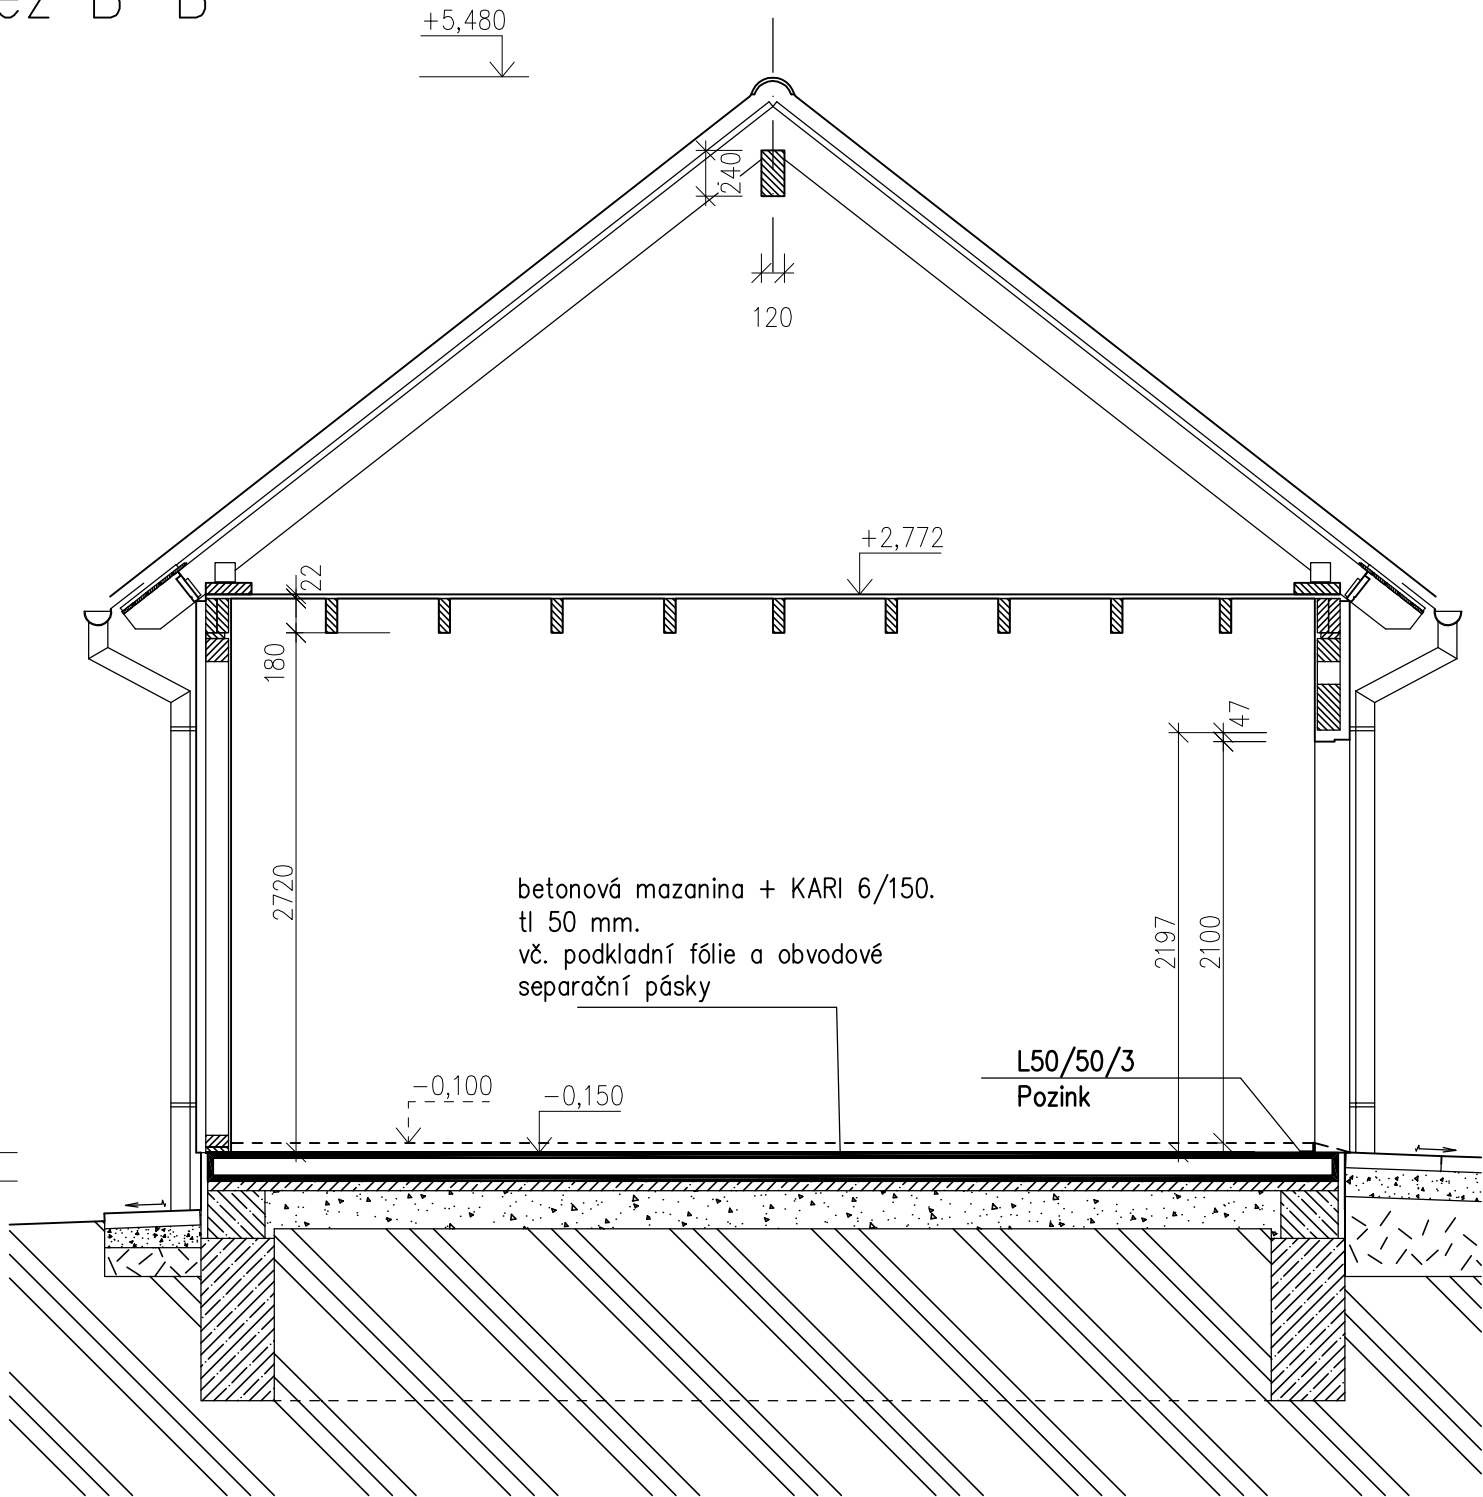 ez B B
+5,480
240
120
+2,772
22
180
47
2720
betonová mazanina + KARI 6/150.
tl 50 mm.
vč. podkladní fólie a obvodové
separační pásky
2197
2100
L50/50/3
Pozink
-0,100
-0,150